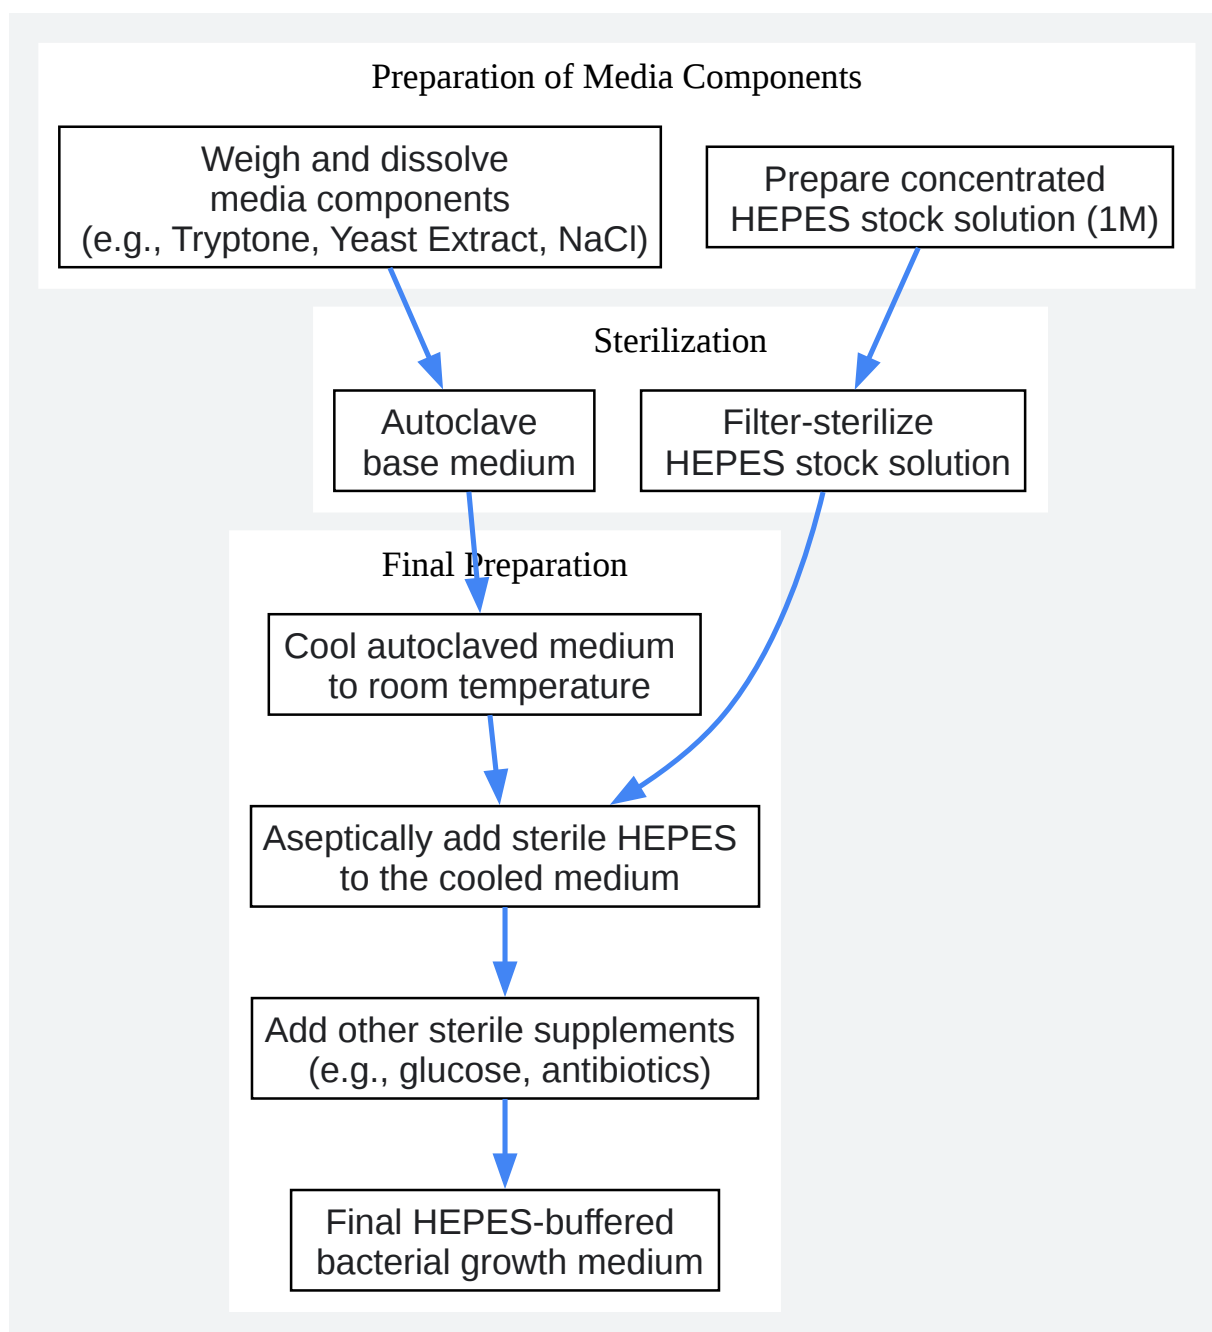 Preparation of Media Components
Weigh and dissolve
media components
(e.g., Tryptone, Yeast Extract, NaCl)
Prepare concentrated
HEPES stock solution (1M)
Sterilization
Autoclave
base medium
Filter-sterilize
HEPES stock solution
Final Preparation
Cool autoclaved medium
to room temperature
Aseptically add sterile HEPES
to the cooled medium
Add other sterile supplements
(e.g., glucose, antibiotics)
Final HEPES-buffered
bacterial growth medium